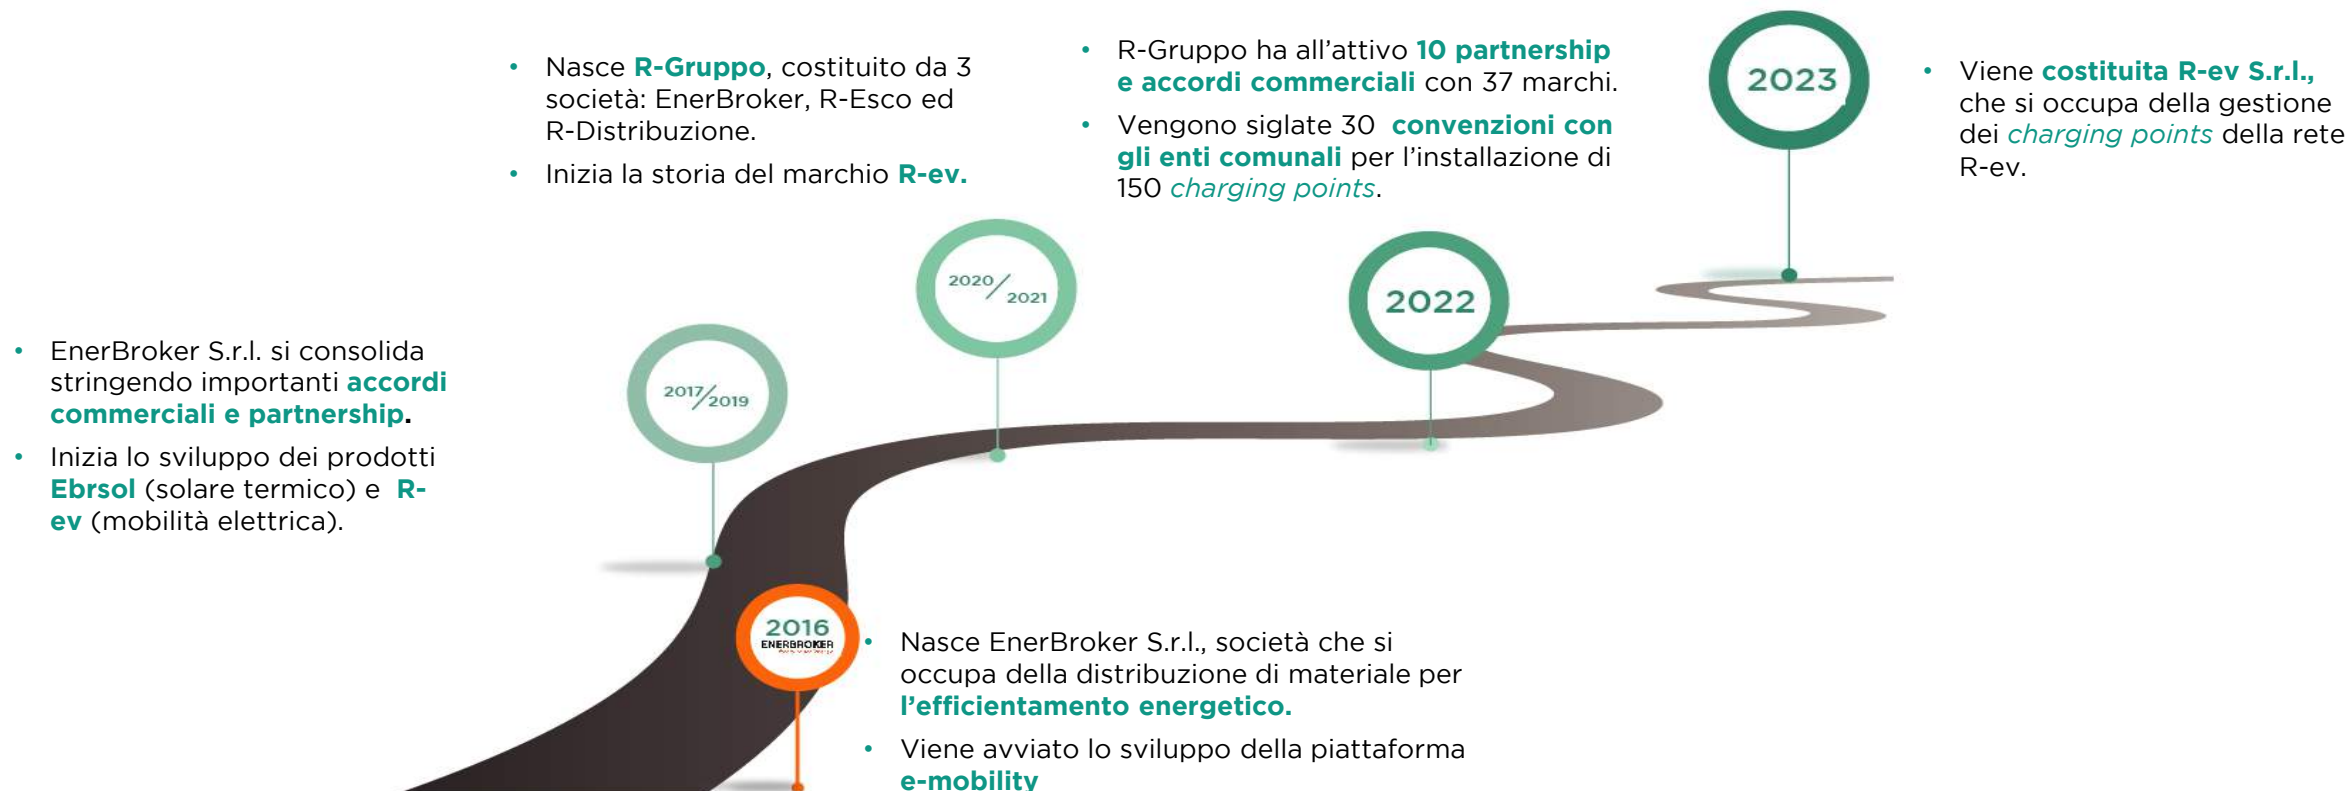 • Nasce R-Gruppo, costituito da 3
società: EnerBroker, R-Esco ed
R-Distribuzione.
• Inizia la storia del marchio R-ev.
• R-Gruppo ha all’attivo 10 partnership
e accordi commerciali con 37 marchi.
• Vengono siglate 30 convenzioni con
gli enti comunali per l’installazione di
150 charging points.
2023
• Viene costituita R-ev S.r.l.,
che si occupa della gestione
dei charging points della rete
R-ev.
2020/2021
2022
• EnerBroker S.r.l. si consolida
stringendo importanti accordi
commerciali e partnership.
• Inizia lo sviluppo dei prodotti
Ebrsol (solare termico) e R-
ev (mobilità elettrica).
2017/2019
2016
ENERBROKER
• Nasce EnerBroker S.r.l., società che si
occupa della distribuzione di materiale per
l’efficientamento energetico.
• Viene avviato lo sviluppo della piattaforma
e-mobility